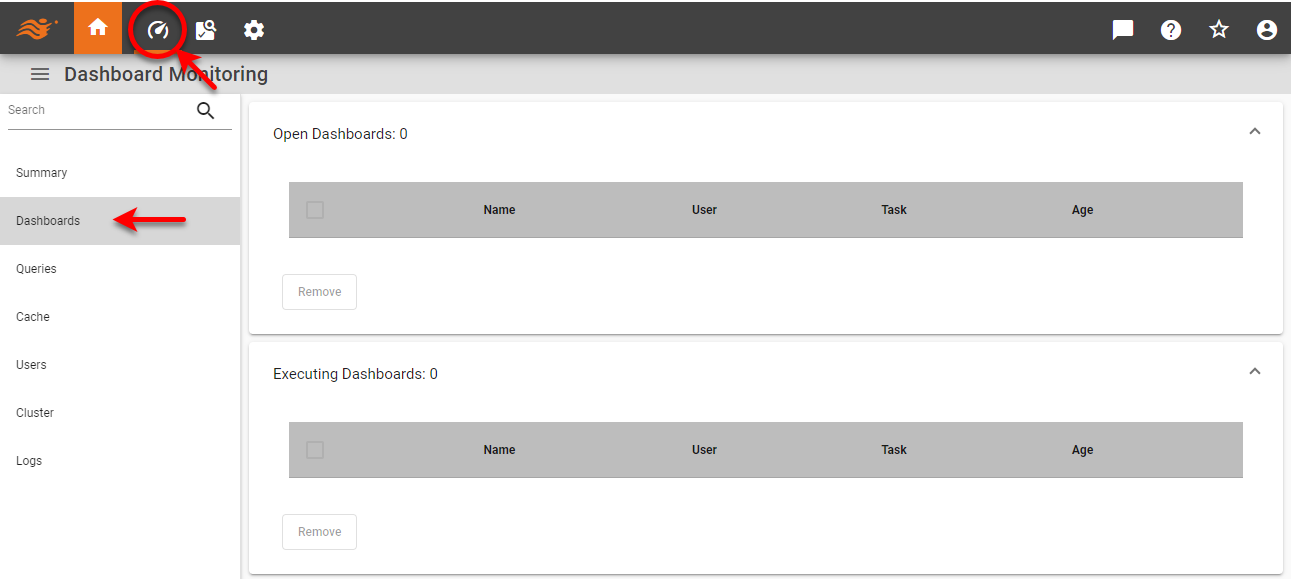 Dashboard Monitoring
Search
Summary
Dashboards
Queries
Cache
Users
Cluster
Logs
Open Dashboards: 0
Name User Task Age
Remove
Executing Dashboards: 0
Name User Task Age
Remove